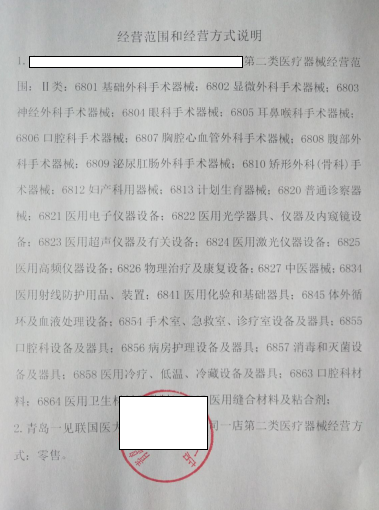 经营范围和经营方式说明
1. 第二类医疗器械经营范
围：Ⅱ类：6801 基础外科手术器械；6802 显微外科手术器械；6803
神经外科手术器械；6804 眼科手术器械；6805 耳鼻喉科手术器械；
6806 口腔科手术器械；6807 胸腔心血管外科手术器械；6808 腹部外
科手术器械；6809 泌尿肛肠外科手术器械；6810 矫形外科(骨科)手
术器械；6812 妇产科用器械；6813 计划生育器械；6820 普通诊察器
械；6821 医用电子仪器设备；6822 医用光学器具、仪器及内窥镜设
备；6823 医用超声仪器及有关设备；6824 医用激光仪器设备；6825
医用高频仪器设备；6826 物理治疗及康复设备；6827 中医器械；6834
医用射线防护用品、装置；6841 医用化验和基础器具；6845 体外循
环及血液处理设备；6854 手术室、急救室、诊疗室设备及器具；6855
口腔科设备及器具；6856 病房护理设备及器具；6857 消毒和灭菌设
备及器具；6858 医用冷疗、低温、冷藏设备及器具；6863 口腔科材
料；6864 医用卫生材 医用缝合材料及粘合剂；
2. 青岛一见联国医大 司一店第二类医疗器械经营方
式：零售。